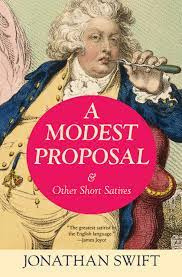 A
MODEST
PROPOSAL
&
Other Short Satires
"The greatest satirist in
the English language"
—James Joyce
JONATHAN SWIFT